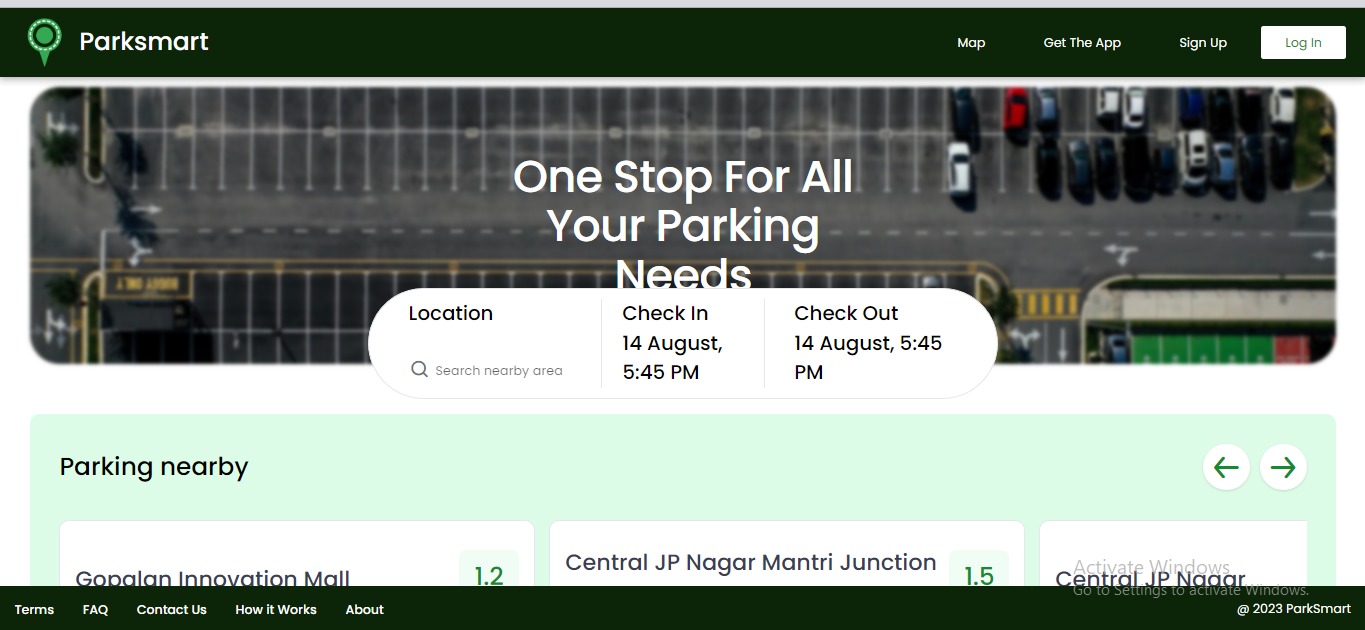 Parksmart
Map
Get The App
Sign Up
Log In
One Stop For All
Your Parking
Needs
Location
Search nearby area
Check In
14 August,
5:45 PM
Check Out
14 August, 5:45
PM
Parking nearby
Gopalan Innovation Mall
1.2
Central JP Nagar Mantri Junction
1.5
Central JP Nagar
Activate Windows
Go to Settings to activate Windows.
Terms
FAQ
Contact Us
How it Works
About
@ 2023 ParkSmart